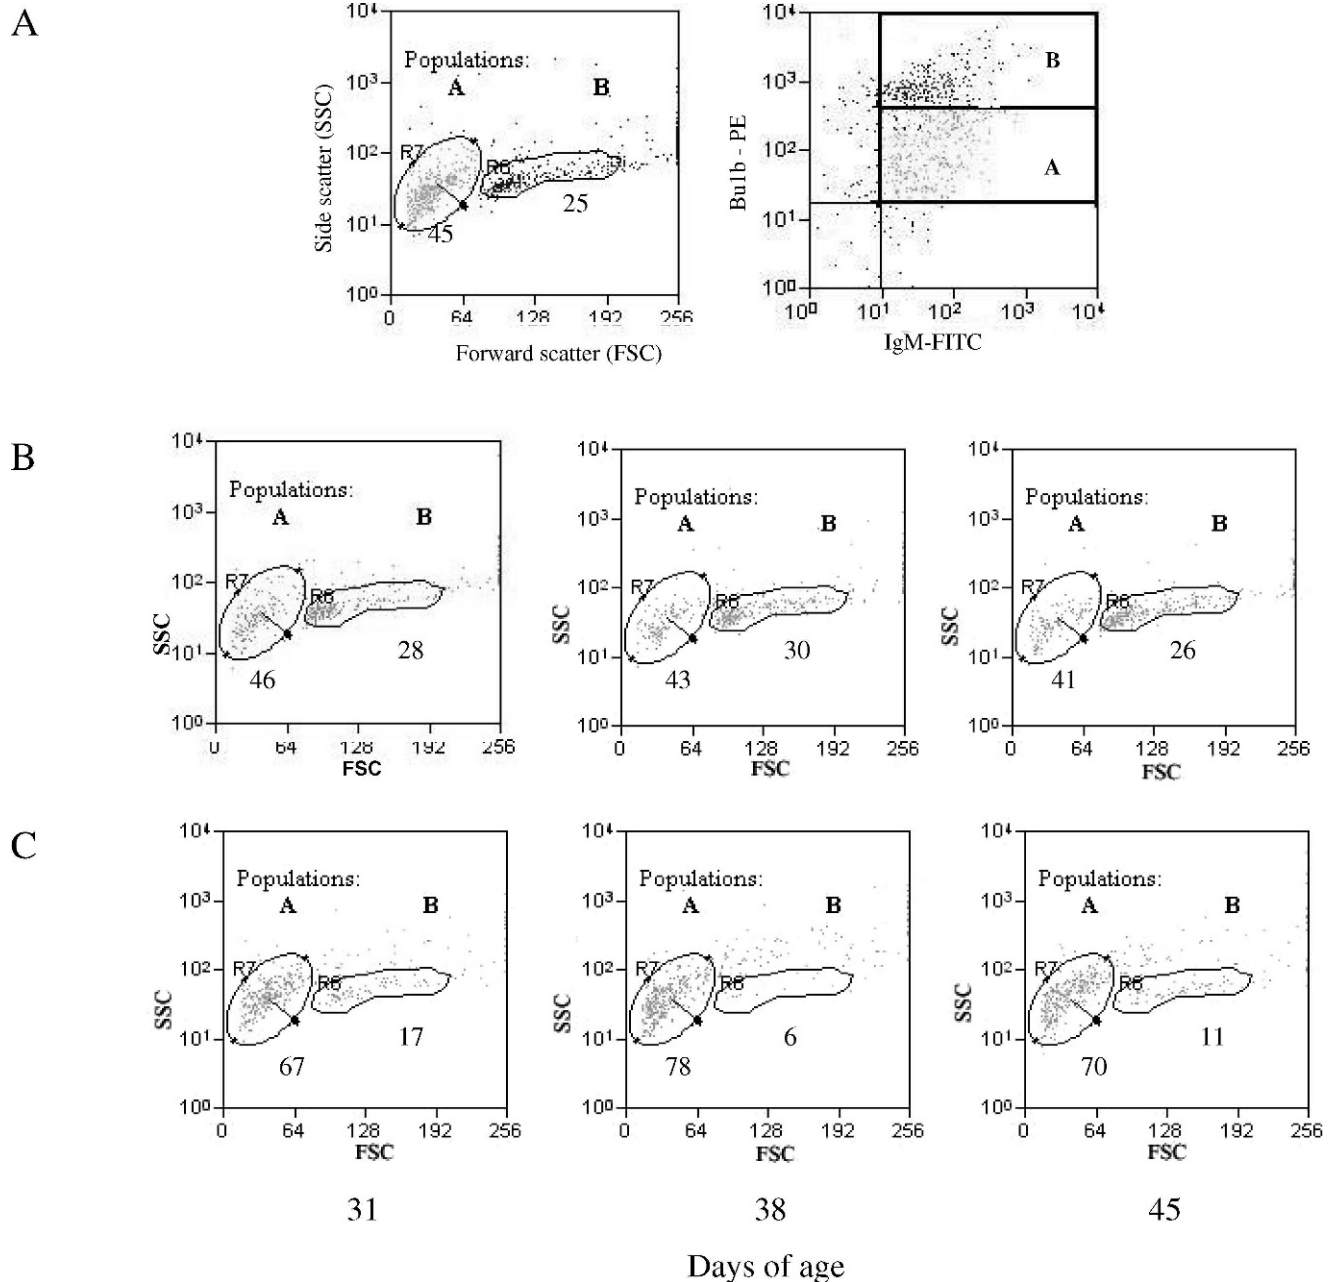 A
10⁴
10³
10²
10¹
10⁰
Side scatter (SSC)
Populations:
A B
R7
R6
45
25
0 64 128 192 256
Forward scatter (FSC)
10⁴
10³
10²
10¹
10⁰
Bu1b - PE
B
A
10⁰ 10¹ 10² 10³ 10⁴
IgM-FITC
B
10⁴
10³
10²
10¹
10⁰
SSC
Populations:
A B
R7
R6
46
28
0 64 128 192 256
FSC
10⁴
10³
10²
10¹
10⁰
SSC
Populations:
A B
R7
R6
43
30
0 64 128 192 256
FSC
10⁴
10³
10²
10¹
10⁰
SSC
Populations:
A B
R7
R6
41
26
0 64 128 192 256
FSC
C
10⁴
10³
10²
10¹
10⁰
SSC
Populations:
A B
R7
R6
67
17
0 64 128 192 256
FSC
10⁴
10³
10²
10¹
10⁰
SSC
Populations:
A B
R7
R6
78
6
0 64 128 192 256
FSC
10⁴
10³
10²
10¹
10⁰
SSC
Populations:
A B
R7
R6
70
11
0 64 128 192 256
FSC
31 38 45
Days of age